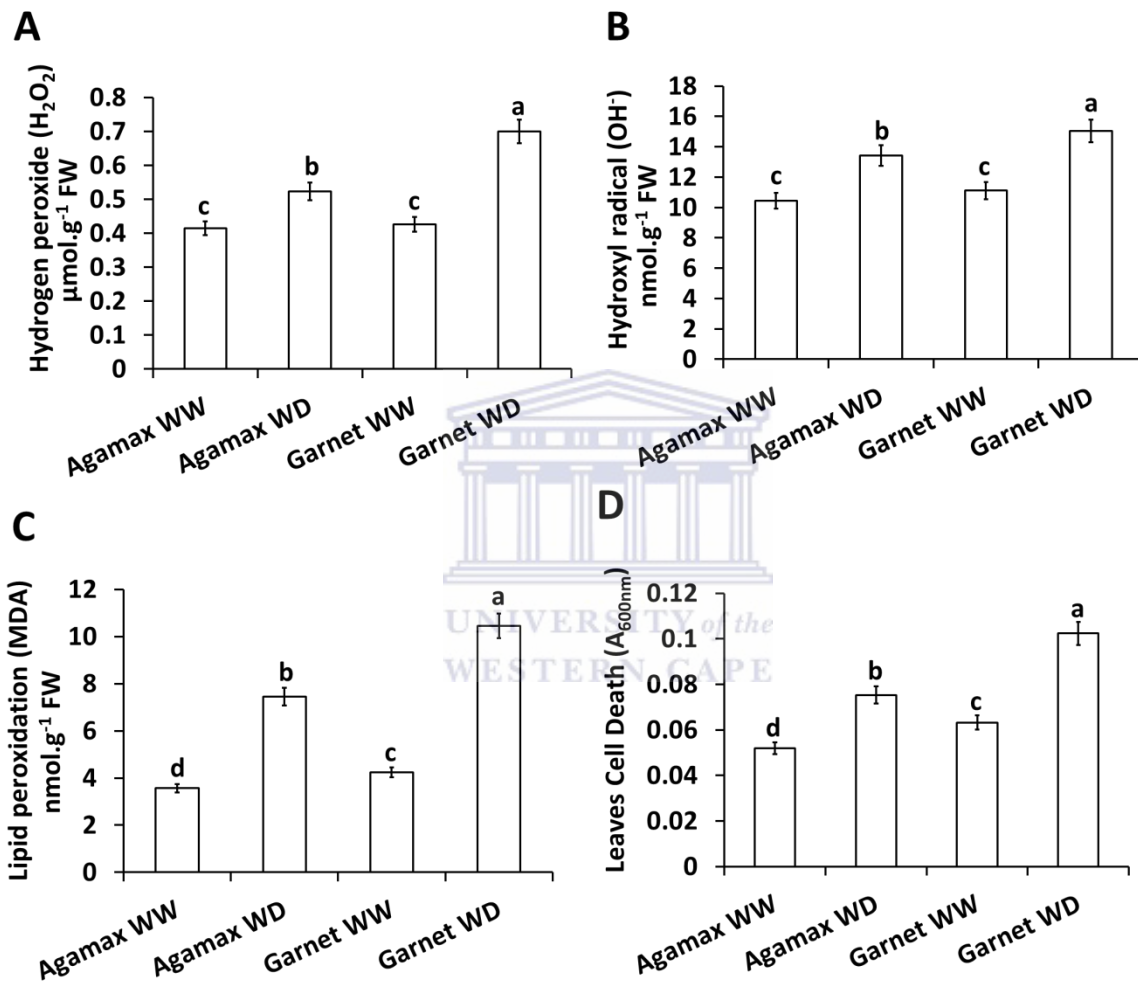 A
Hydrogen peroxide (H₂O₂)
µmol.g⁻¹ FW
0.8
0.7
0.6
0.5
0.4
0.3
0.2
0.1
0
c
b
c
a
Agamax WW
Agamax WD
Garnet WW
Garnet WD
B
Hydroxyl radical (OH⁻)
nmol.g⁻¹ FW
18
16
14
12
10
8
6
4
2
0
c
b
c
a
Agamax WW
Agamax WD
Garnet WW
Garnet WD
UNIVERSITY of the
WESTERN CAPE
C
Lipid peroxidation (MDA)
nmol.g⁻¹ FW
12
10
8
6
4
2
0
d
b
c
a
Agamax WW
Agamax WD
Garnet WW
Garnet WD
D
Leaves Cell Death (A₆₀₀nm)
0.12
0.1
0.08
0.06
0.04
0.02
0
d
b
c
a
Agamax WW
Agamax WD
Garnet WW
Garnet WD